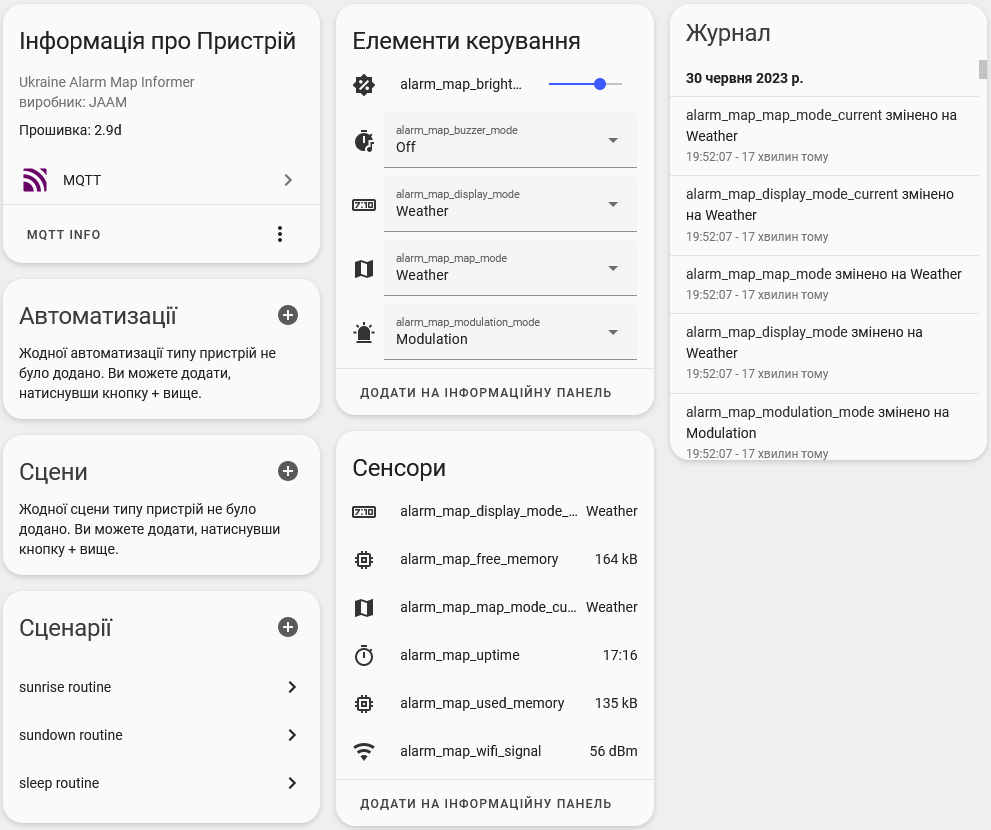 Інформація про Пристрій
Ukraine Alarm Map Informer
виробник: JAAM
Прошивка: 2.9d
MQTT
MQTT INFO
Автоматизації
Жодної автоматизації типу пристрій не
було додано. Ви можете додати,
натиснувши кнопку + вище.
Сцени
Жодної сцени типу пристрій не було
додано. Ви можете додати, натиснувши
кнопку + вище.
Сценарії
sunrise routine
sundown routine
sleep routine
Елементи керування
alarm_map_bright...
alarm_map_buzzer_mode
Off
7:10
alarm_map_display_mode
Weather
alarm_map_map_mode
Weather
alarm_map_modulation_mode
Modulation
ДОДАТИ НА ІНФОРМАЦІЙНУ ПАНЕЛЬ
Сенсори
7:10 alarm_map_display_mode_... Weather
alarm_map_free_memory 164 kB
alarm_map_map_mode_cu... Weather
alarm_map_uptime 17:16
alarm_map_used_memory 135 kB
alarm_map_wifi_signal 56 dBm
ДОДАТИ НА ІНФОРМАЦІЙНУ ПАНЕЛЬ
Журнал
30 червня 2023 р.
alarm_map_map_mode_current змінено на
Weather
19:52:07 - 17 хвилин тому
alarm_map_display_mode_current змінено
на Weather
19:52:07 - 17 хвилин тому
alarm_map_map_mode змінено на Weather
19:52:07 - 17 хвилин тому
alarm_map_display_mode змінено на
Weather
19:52:07 - 17 хвилин тому
alarm_map_modulation_mode змінено на
Modulation
19:52:07 - 17 хвилин тому